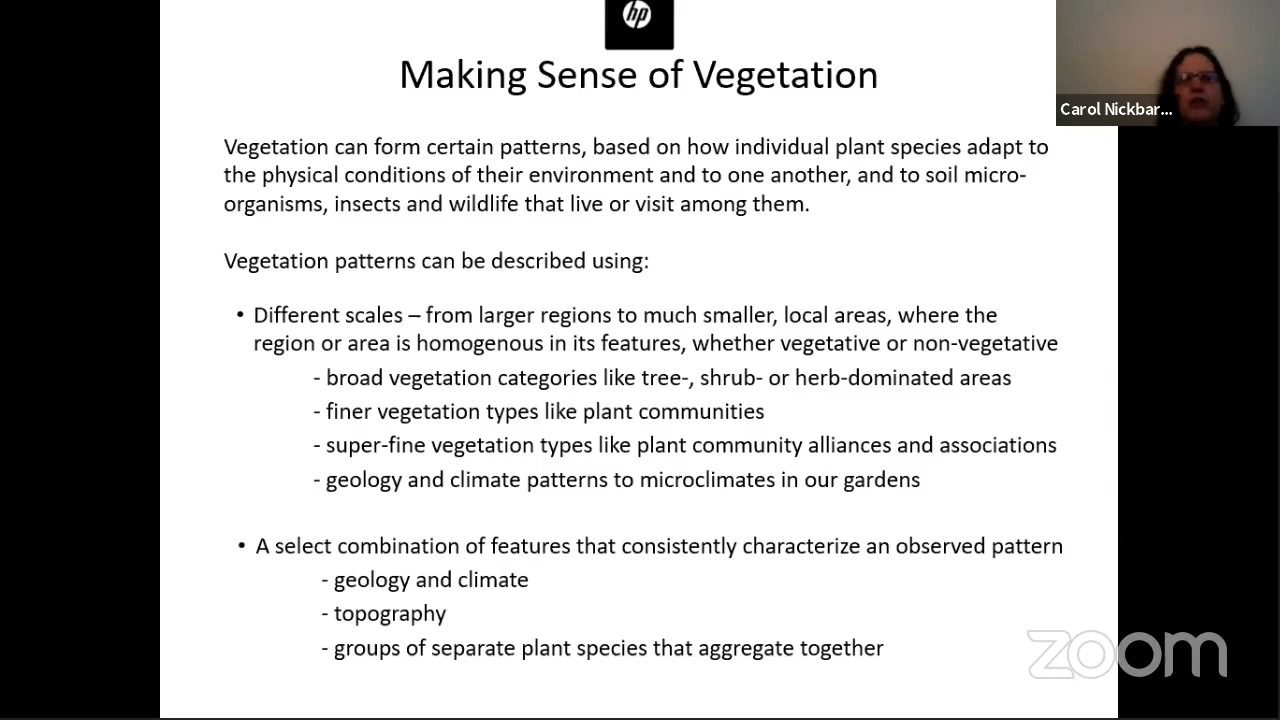 hp
Making Sense of Vegetation
Carol Nickbar...
Vegetation can form certain patterns, based on how individual plant species adapt to
the physical conditions of their environment and to one another, and to soil micro-
organisms, insects and wildlife that live or visit among them.
Vegetation patterns can be described using:
• Different scales – from larger regions to much smaller, local areas, where the
region or area is homogenous in its features, whether vegetative or non-vegetative
- broad vegetation categories like tree-, shrub- or herb-dominated areas
- finer vegetation types like plant communities
- super-fine vegetation types like plant community alliances and associations
- geology and climate patterns to microclimates in our gardens
• A select combination of features that consistently characterize an observed pattern
- geology and climate
- topography
- groups of separate plant species that aggregate together
zoom